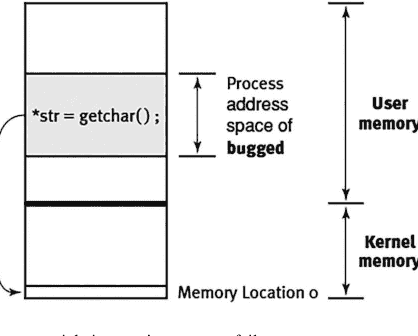 *str = getchar() ;
Process
address
space of
bugged
User
memory
Kernel
memory
Memory Location o